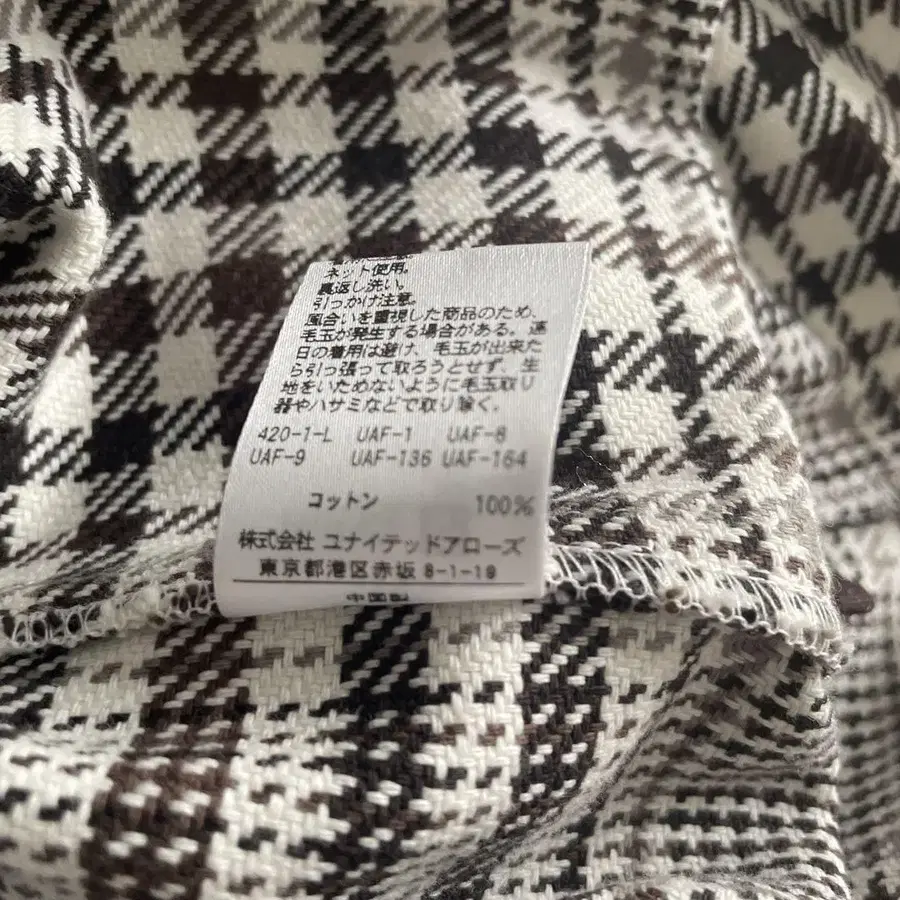 ネット使用。
裏返し洗い。
引っかけ注意。
風合いを重視した商品のため、
毛玉が発生する場合がある。連
日の着用は避け、毛玉が出来た
ら引っ張って取ろうとせず、生
地をいためないように毛玉取り
器やハサミなどで取り除く。
420-1-L UAF-1 UAF-8
UAF-9 UAF-136 UAF-164
コットン 100%
株式会社 ユナイテッドアローズ
東京都港区赤坂 8-1-19
中国製